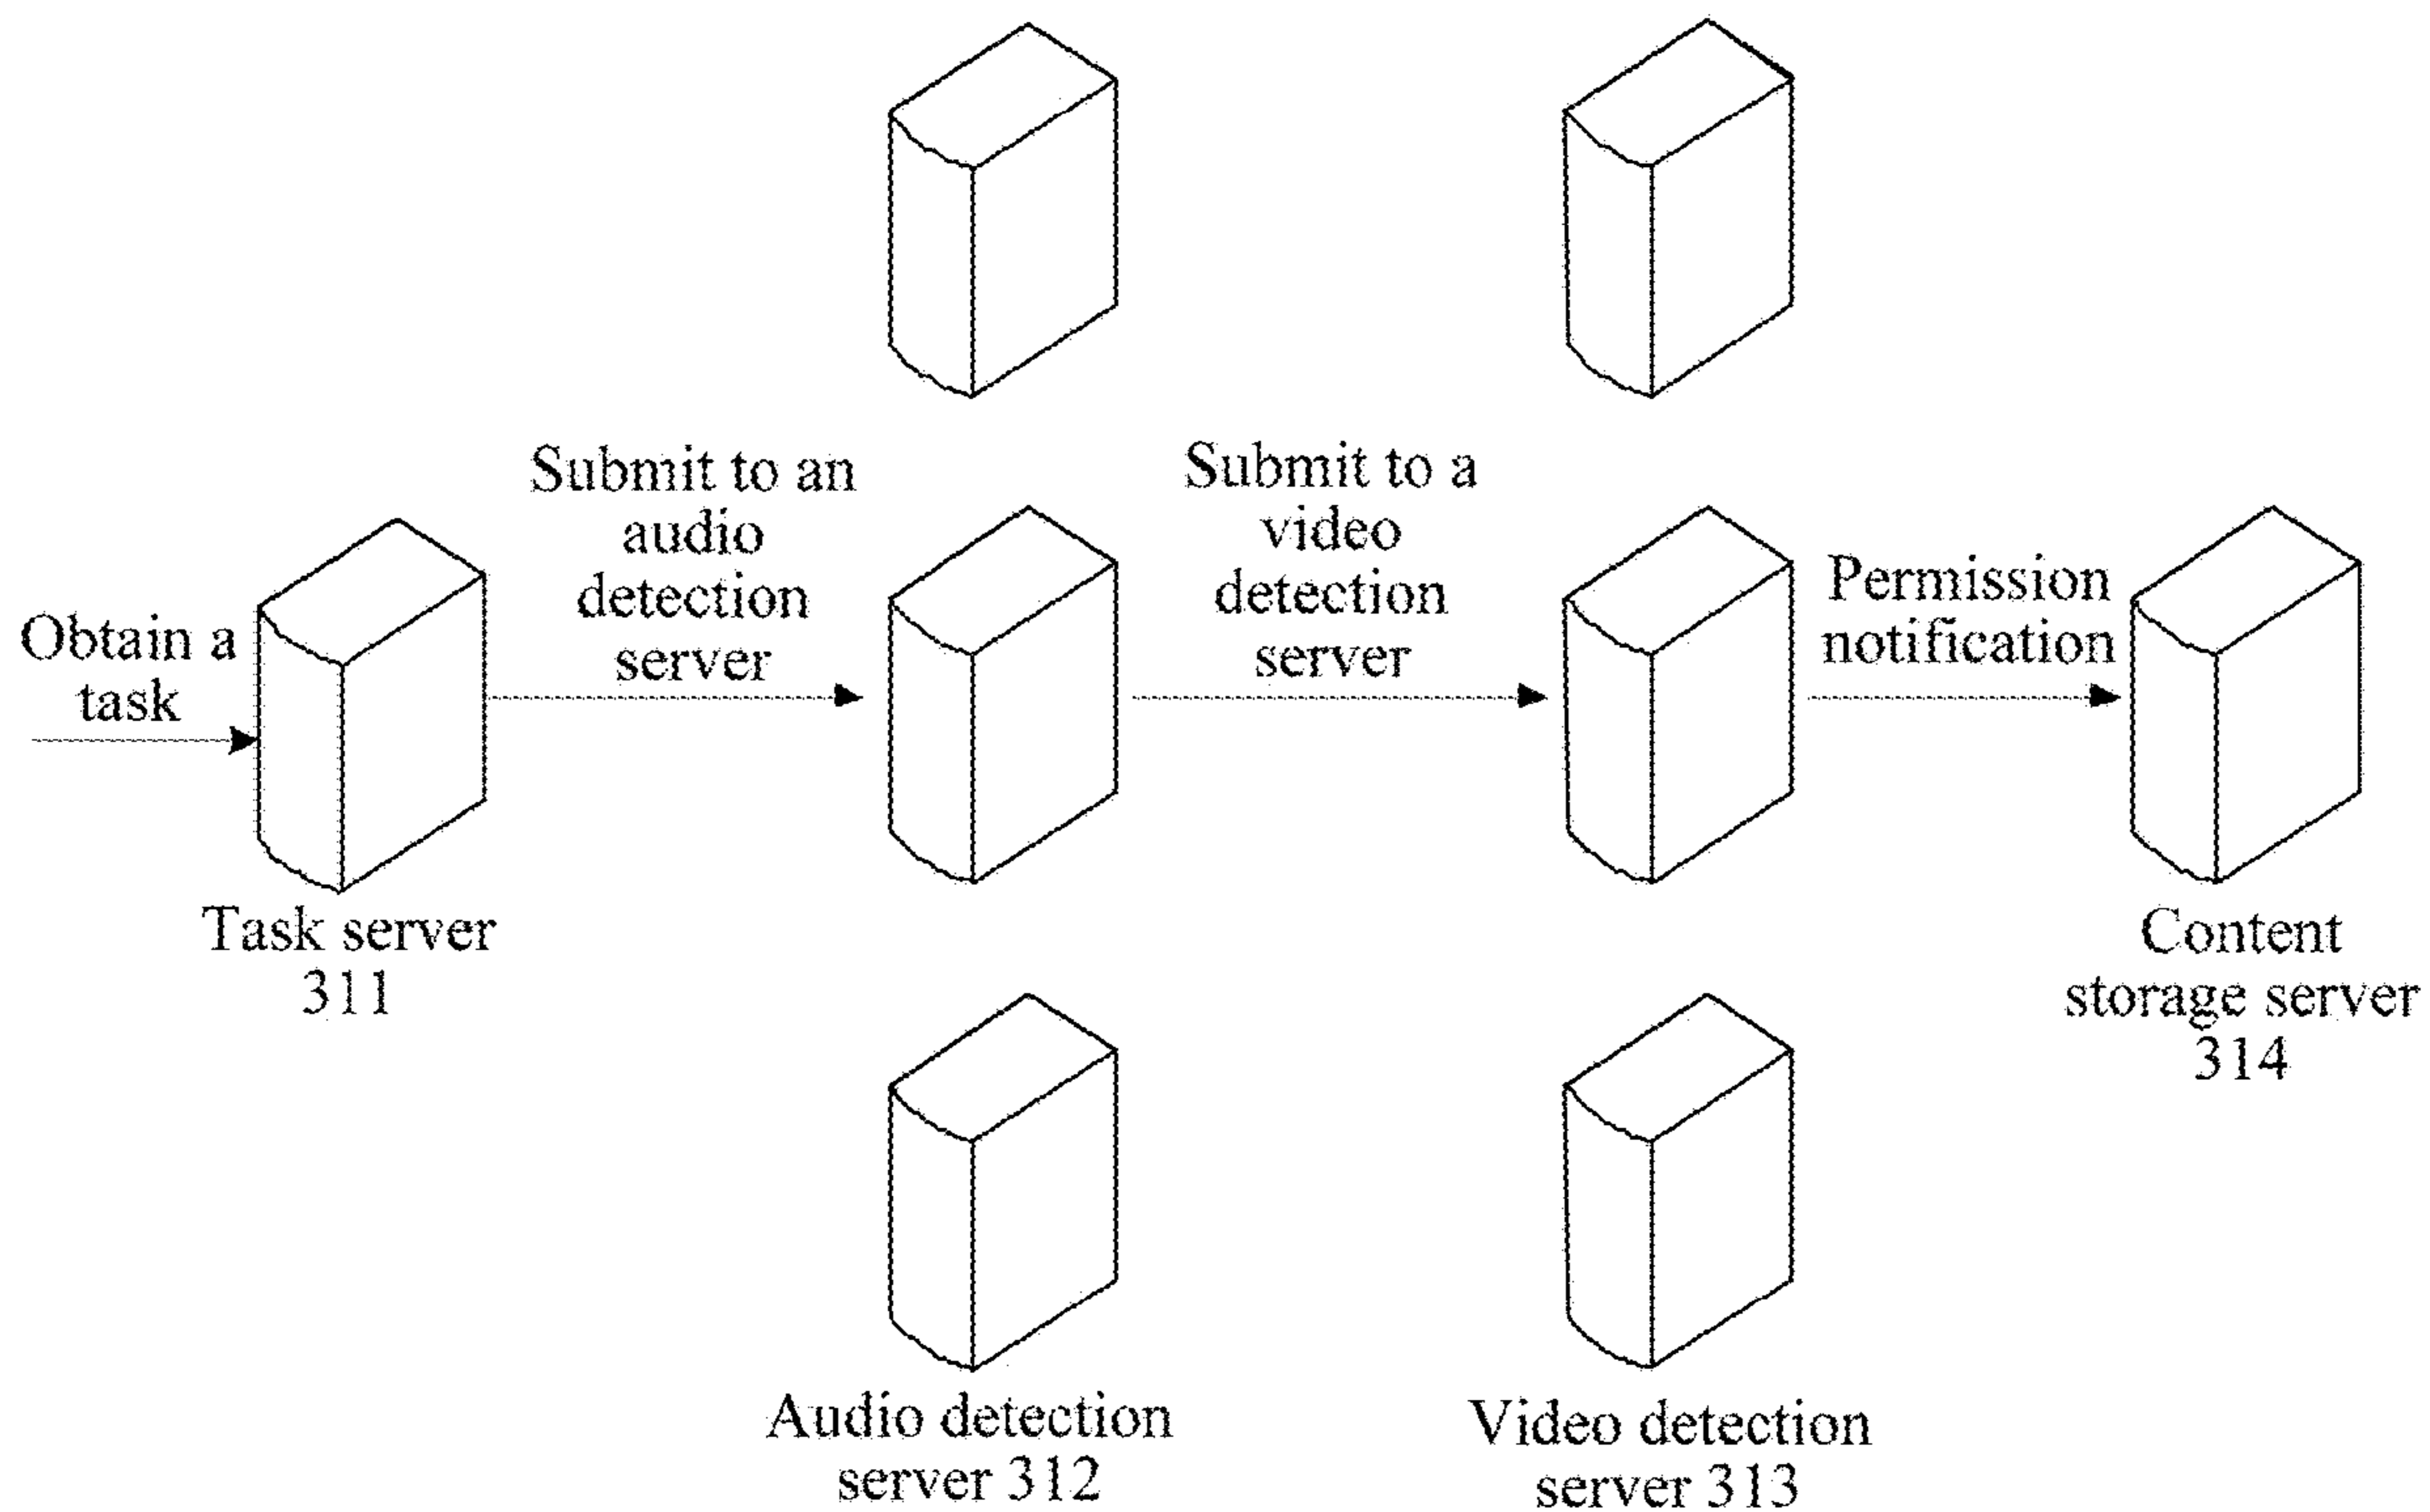 Obtain a
task
Submit to an
audio
detection
server
Submit to a
video
detection
server
Permission
notification
Task server
311
Content
storage server
314
Audio detection
server 312
Video detection
server 313